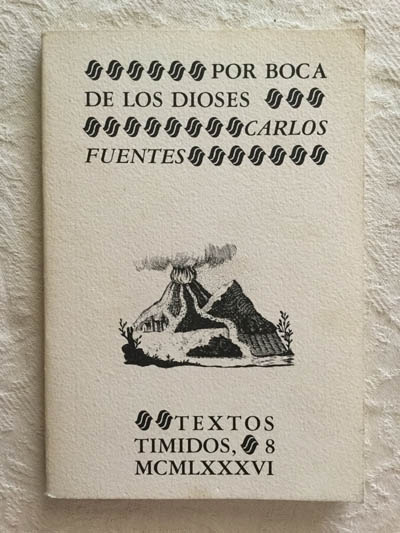 POR BOCA
DE LOS DIOSES
CARLOS
FUENTES
TEXTOS
TIMIDOS, 8
MCMLXXXVI